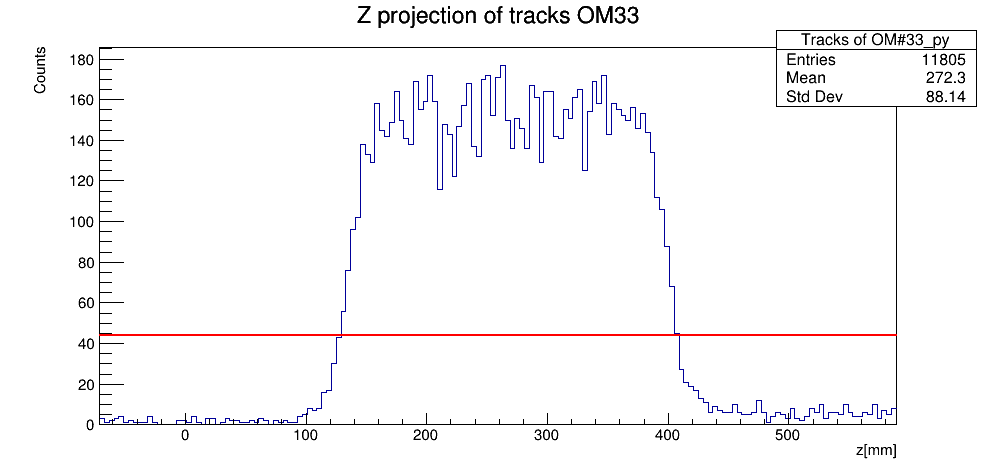 Z projection of tracks OM33
Tracks of OM#33_py
Entries 11805
Mean 272.3
Std Dev 88.14
Counts
180
160
140
120
100
80
60
40
20
0
0 100 200 300 400 500
z[mm]